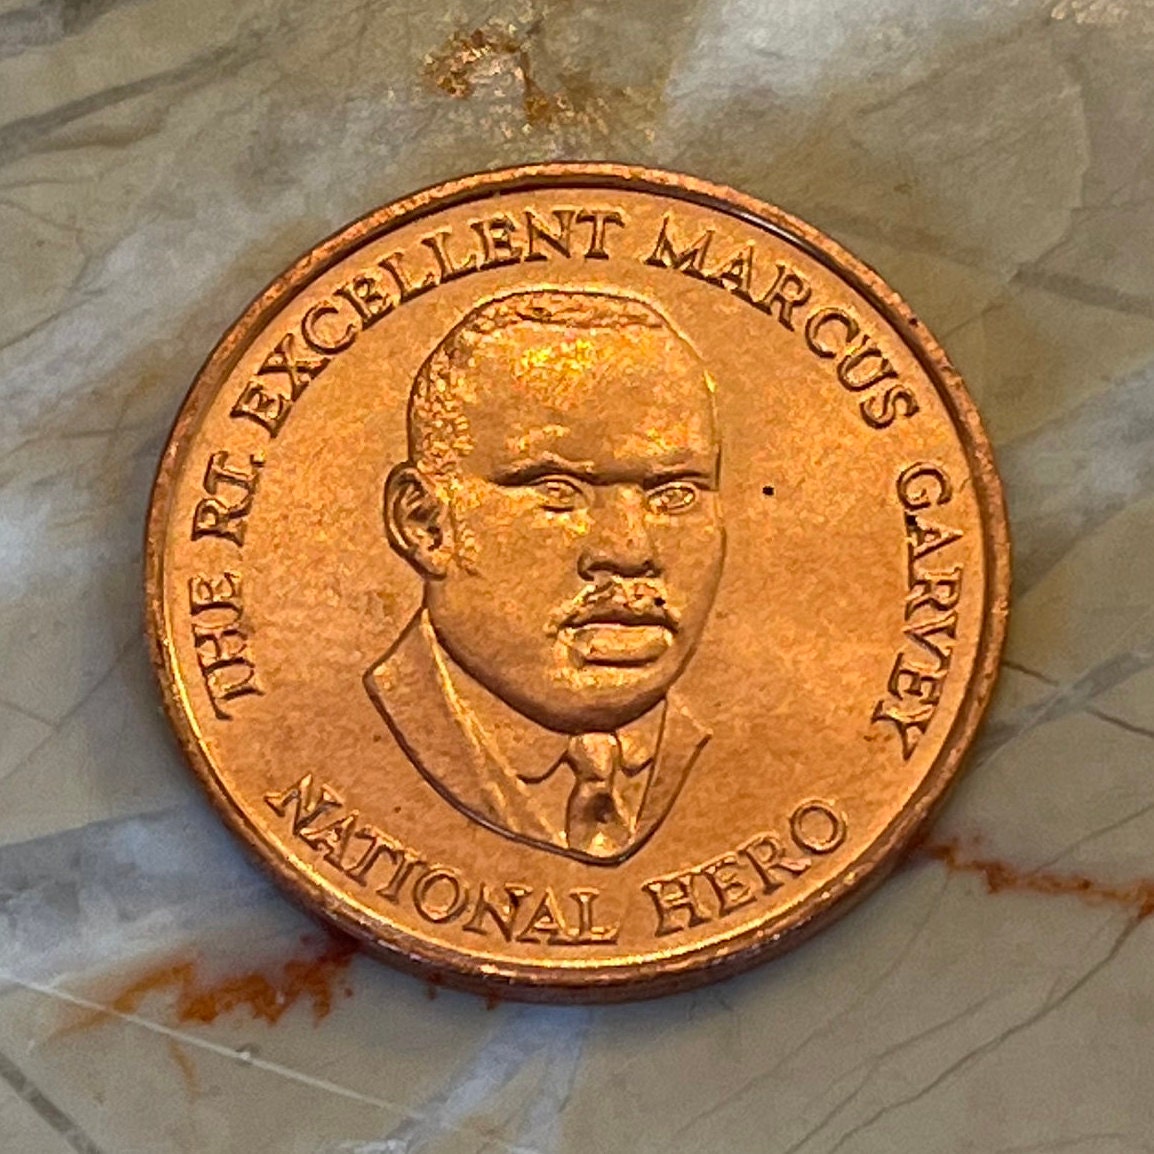 THE RT. EXCELLENT MARCUS GARVEY
NATIONAL HERO